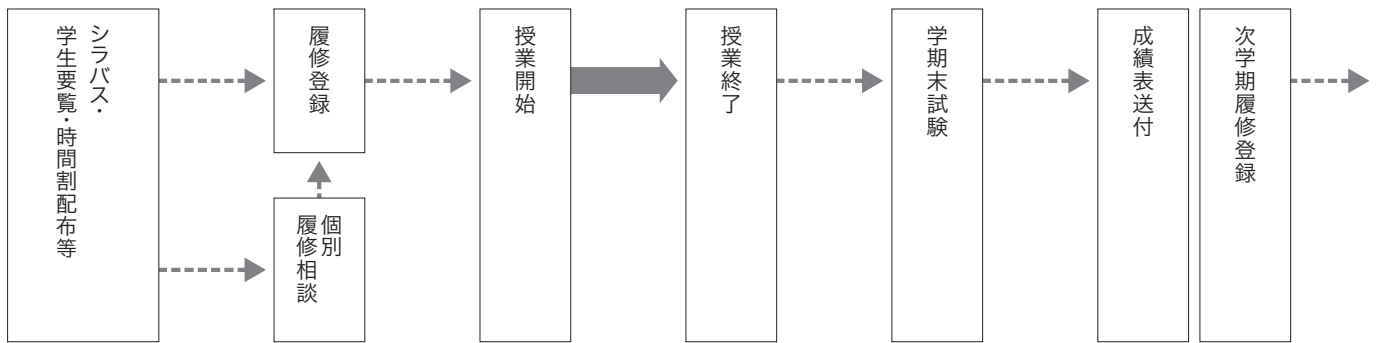 シラバス・
学生要覧・時間割配布等
履修登録
個別
履修相談
授業開始
授業終了
学期末試験
成績表送付
次学期履修登録